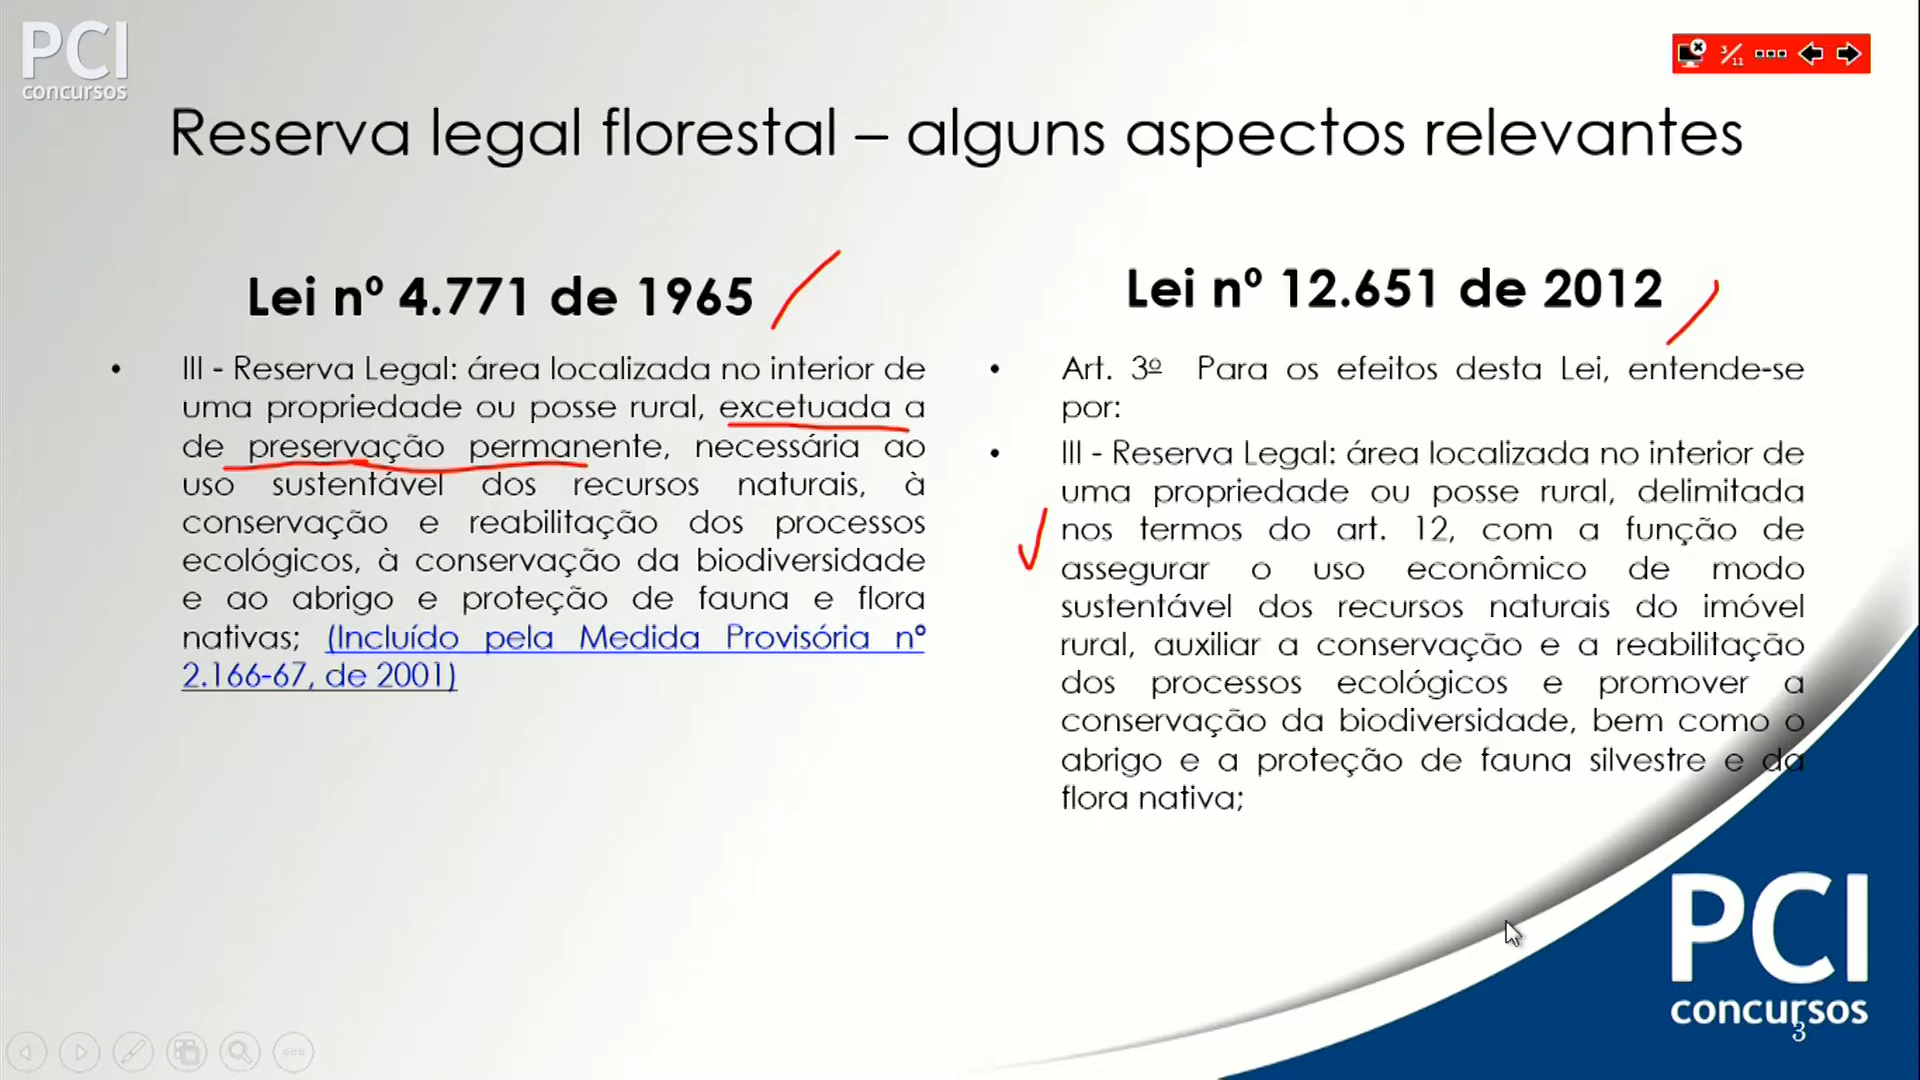 PCI
concursos
3/11
Reserva legal florestal – alguns aspectos relevantes
Lei nº 4.771 de 1965
• III - Reserva Legal: área localizada no interior de
uma propriedade ou posse rural, excetuada a
de preservação permanente, necessária ao
uso sustentável dos recursos naturais, à
conservação e reabilitação dos processos
ecológicos, à conservação da biodiversidade
e ao abrigo e proteção de fauna e flora
nativas; (Incluído pela Medida Provisória nº
2.166-67, de 2001)
Lei nº 12.651 de 2012
• Art. 3º Para os efeitos desta Lei, entende-se
por:
• III - Reserva Legal: área localizada no interior de
uma propriedade ou posse rural, delimitada
nos termos do art. 12, com a função de
assegurar o uso econômico de modo
sustentável dos recursos naturais do imóvel
rural, auxiliar a conservação e a reabilitação
dos processos ecológicos e promover a
conservação da biodiversidade, bem como o
abrigo e a proteção de fauna silvestre e da
flora nativa;
PCI
concursos
3